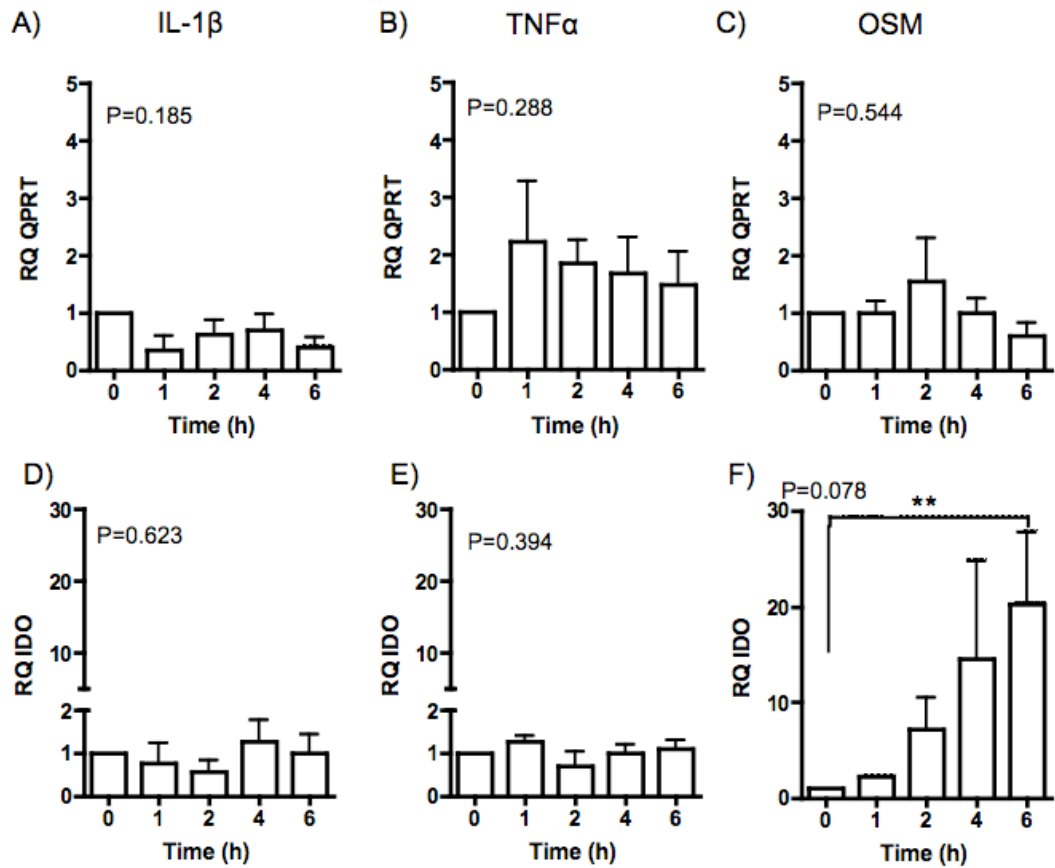 A) IL-1β
B) TNFα
C) OSM
P=0.185
P=0.288
P=0.544
RQ QPRT
5
4
3
2
1
0
0 1 2 4 6
Time (h)
RQ QPRT
5
4
3
2
1
0
0 1 2 4 6
Time (h)
RQ QPRT
5
4
3
2
1
0
0 1 2 4 6
Time (h)
D)
P=0.623
RQ IDO
30
20
10
2
1
0
0 1 2 4 6
Time (h)
E)
P=0.394
RQ IDO
30
20
10
2
1
0
0 1 2 4 6
Time (h)
F)
P=0.078
**
RQ IDO
30
20
10
0
0 1 2 4 6
Time (h)